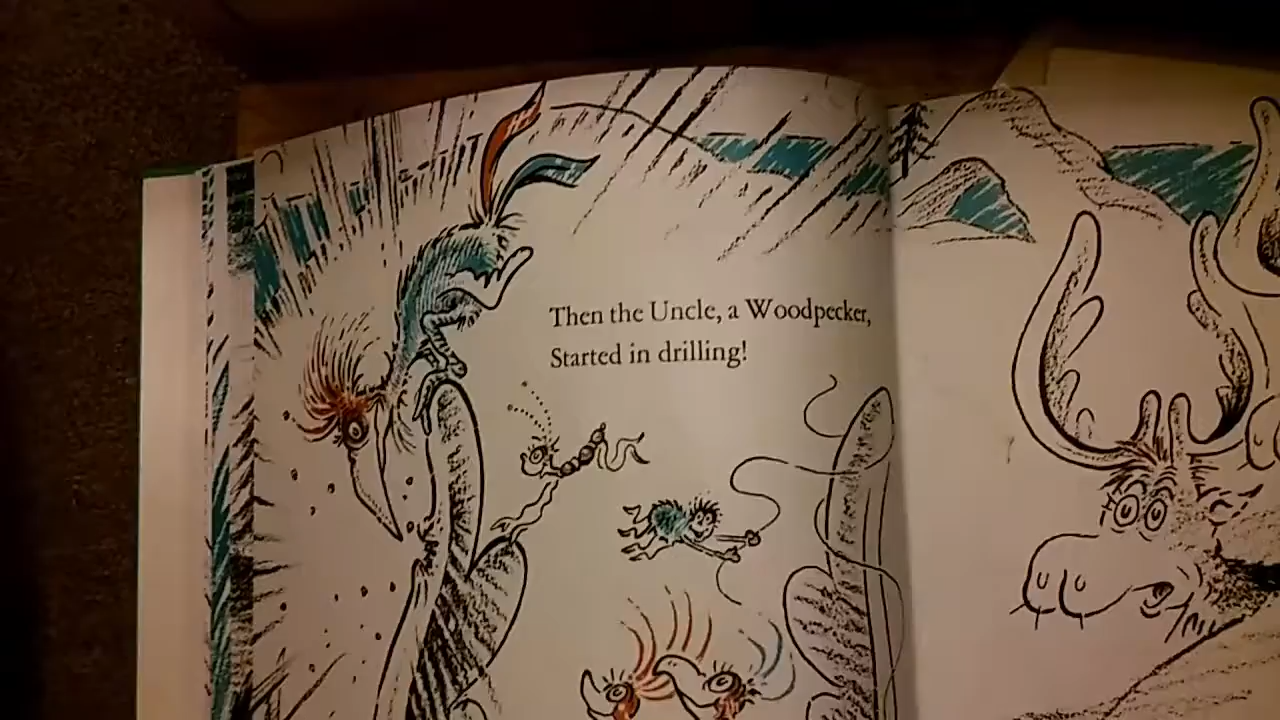 Then the Uncle, a Woodpecker,
Started in drilling!